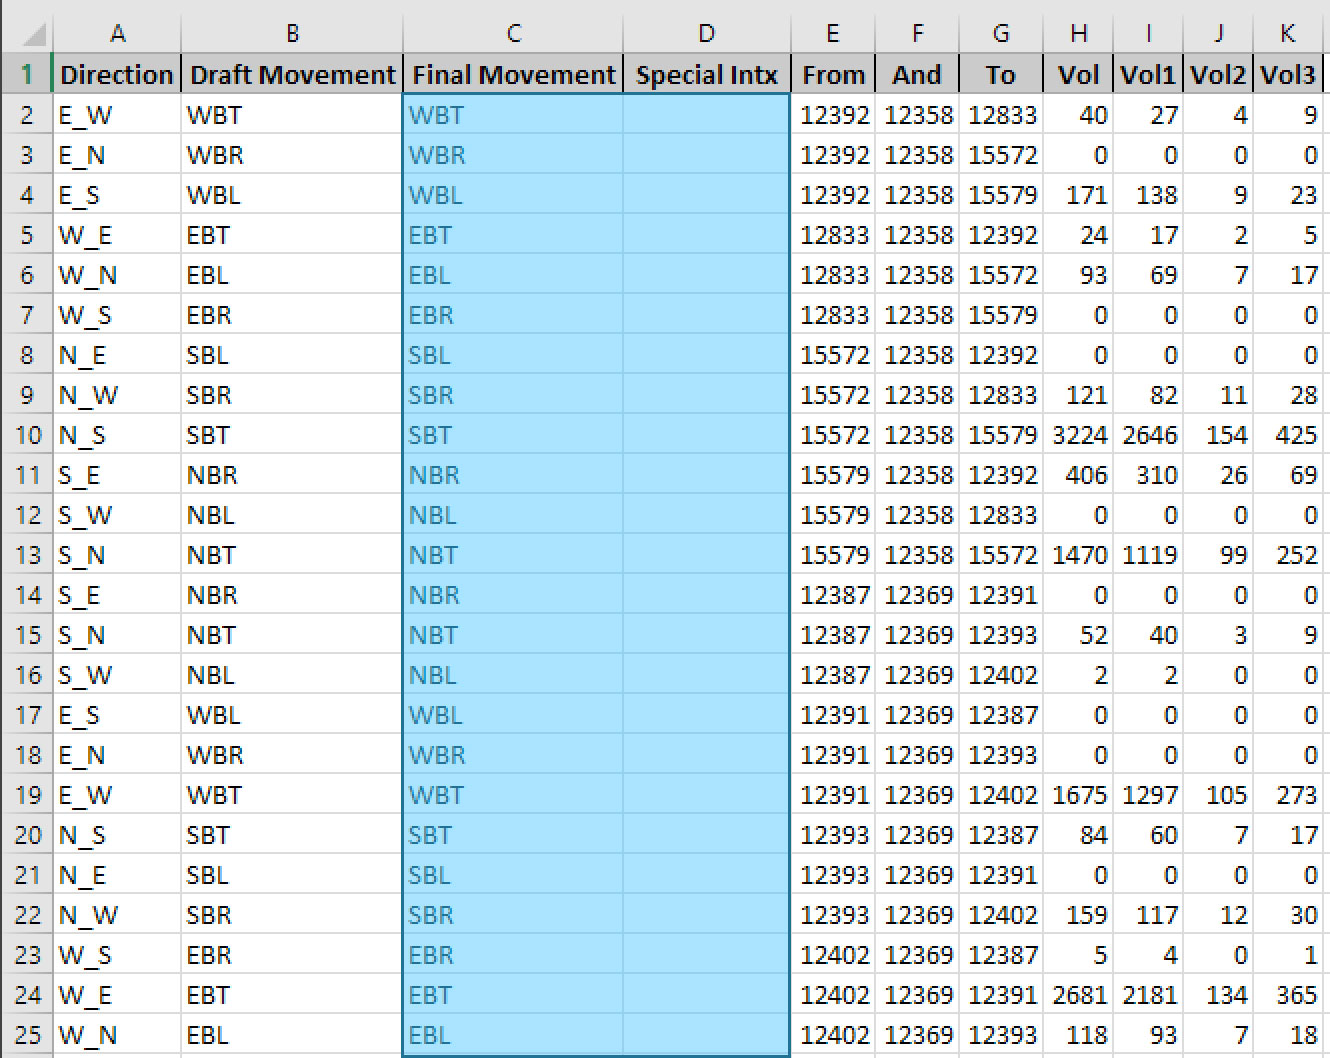 A B C D E F G H I J K
1 Direction Draft Movement Final Movement Special Intx From And To Vol Vol1 Vol2 Vol3
2 E_W WBT WBT 12392 12358 12833 40 27 4 9
3 E_N WBR WBR 12392 12358 15572 0 0 0 0
4 E_S WBL WBL 12392 12358 15579 171 138 9 23
5 W_E EBT EBT 12833 12358 12392 24 17 2 5
6 W_N EBL EBL 12833 12358 15572 93 69 7 17
7 W_S EBR EBR 12833 12358 15579 0 0 0 0
8 N_E SBL SBL 15572 12358 12392 0 0 0 0
9 N_W SBR SBR 15572 12358 12833 121 82 11 28
10 N_S SBT SBT 15572 12358 15579 3224 2646 154 425
11 S_E NBR NBR 15579 12358 12392 406 310 26 69
12 S_W NBL NBL 15579 12358 12833 0 0 0 0
13 S_N NBT NBT 15579 12358 15572 1470 1119 99 252
14 S_E NBR NBR 12387 12369 12391 0 0 0 0
15 S_N NBT NBT 12387 12369 12393 52 40 3 9
16 S_W NBL NBL 12387 12369 12402 2 2 0 0
17 E_S WBL WBL 12391 12369 12387 0 0 0 0
18 E_N WBR WBR 12391 12369 12393 0 0 0 0
19 E_W WBT WBT 12391 12369 12402 1675 1297 105 273
20 N_S SBT SBT 12393 12369 12387 84 60 7 17
21 N_E SBL SBL 12393 12369 12391 0 0 0 0
22 N_W SBR SBR 12393 12369 12402 159 117 12 30
23 W_S EBR EBR 12402 12369 12387 5 4 0 1
24 W_E EBT EBT 12402 12369 12391 2681 2181 134 365
25 W_N EBL EBL 12402 12369 12393 118 93 7 18